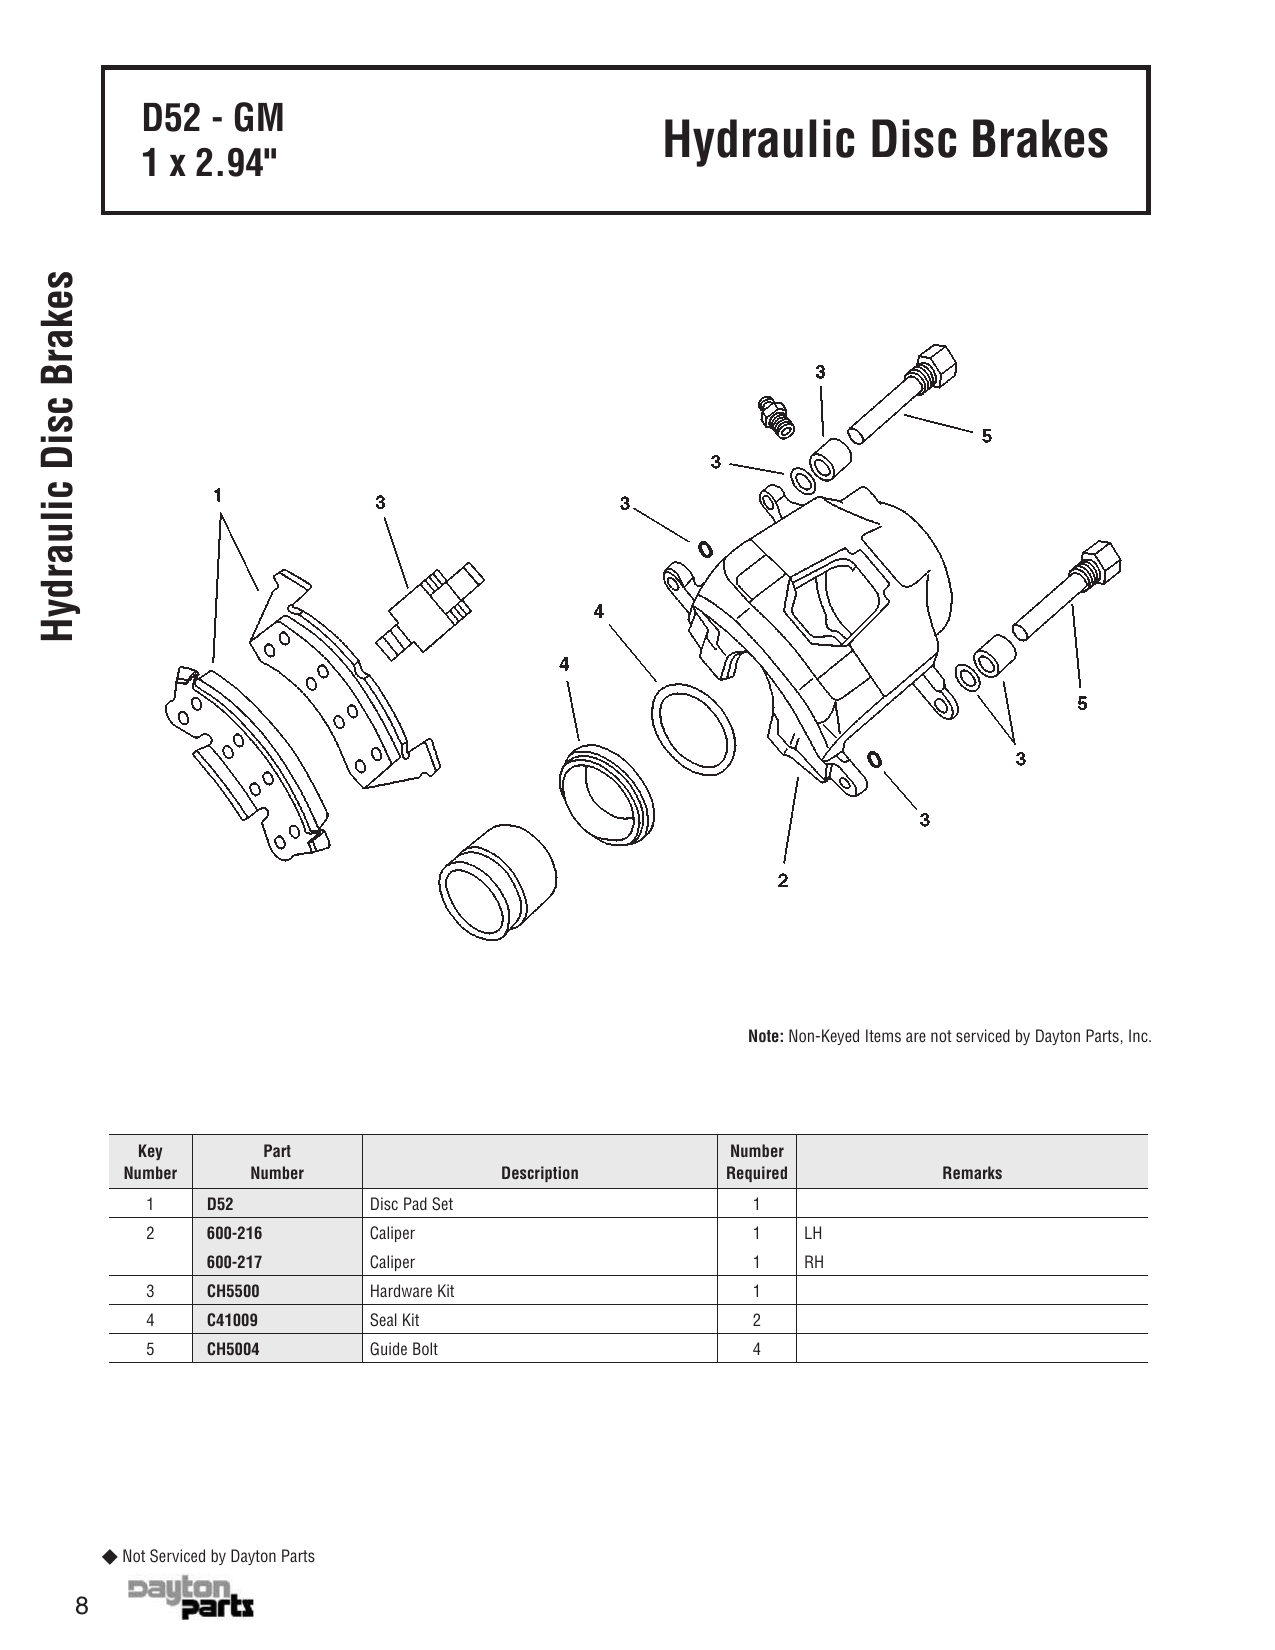 D52 - GM
1 x 2.94"
Hydraulic Disc Brakes
Hydraulic Disc Brakes
3
5
3
3
1
3
4
4
5
3
3
2
Note: Non-Keyed Items are not serviced by Dayton Parts, Inc.
Key Number Part Number Description Number Required Remarks
1 D52 Disc Pad Set 1
2 600-216 Caliper 1 LH
600-217 Caliper 1 RH
3 CH5500 Hardware Kit 1
4 C41009 Seal Kit 2
5 CH5004 Guide Bolt 4
◆ Not Serviced by Dayton Parts
8
Dayton
parts